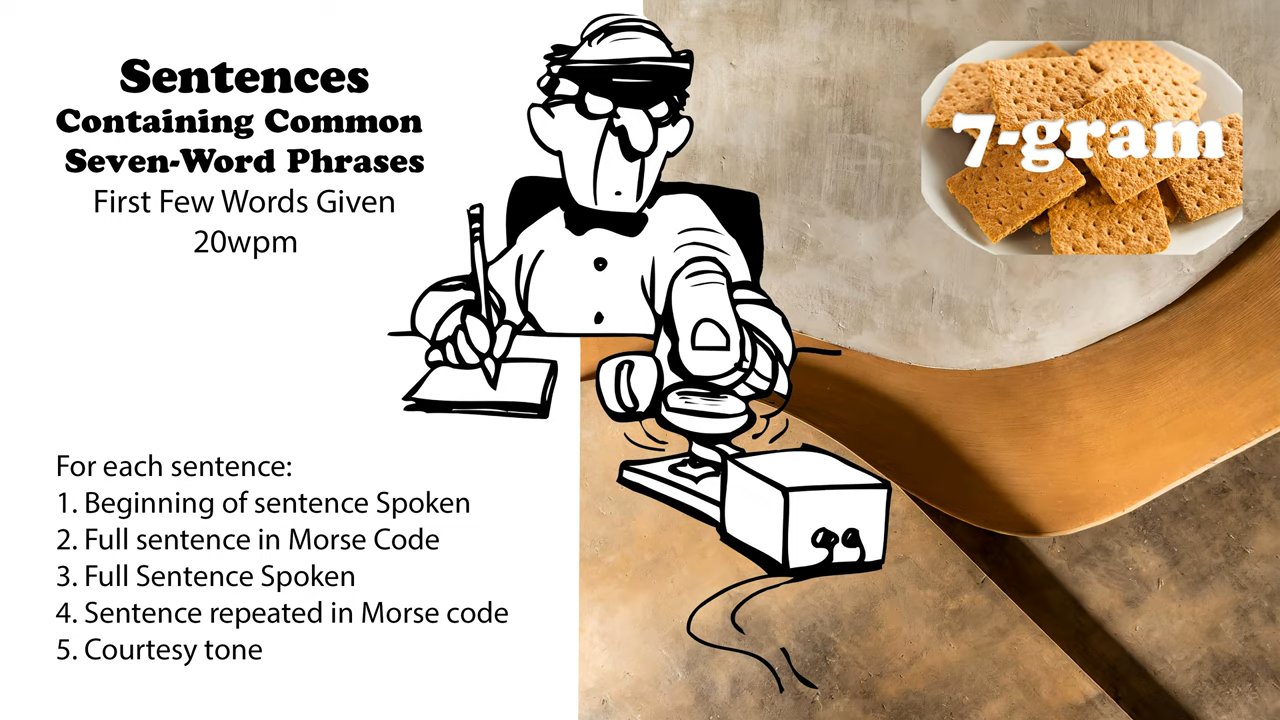 Sentences
Containing Common
Seven-Word Phrases
First Few Words Given
20wpm
7-gram
For each sentence:
1. Beginning of sentence Spoken
2. Full sentence in Morse Code
3. Full Sentence Spoken
4. Sentence repeated in Morse code
5. Courtesy tone